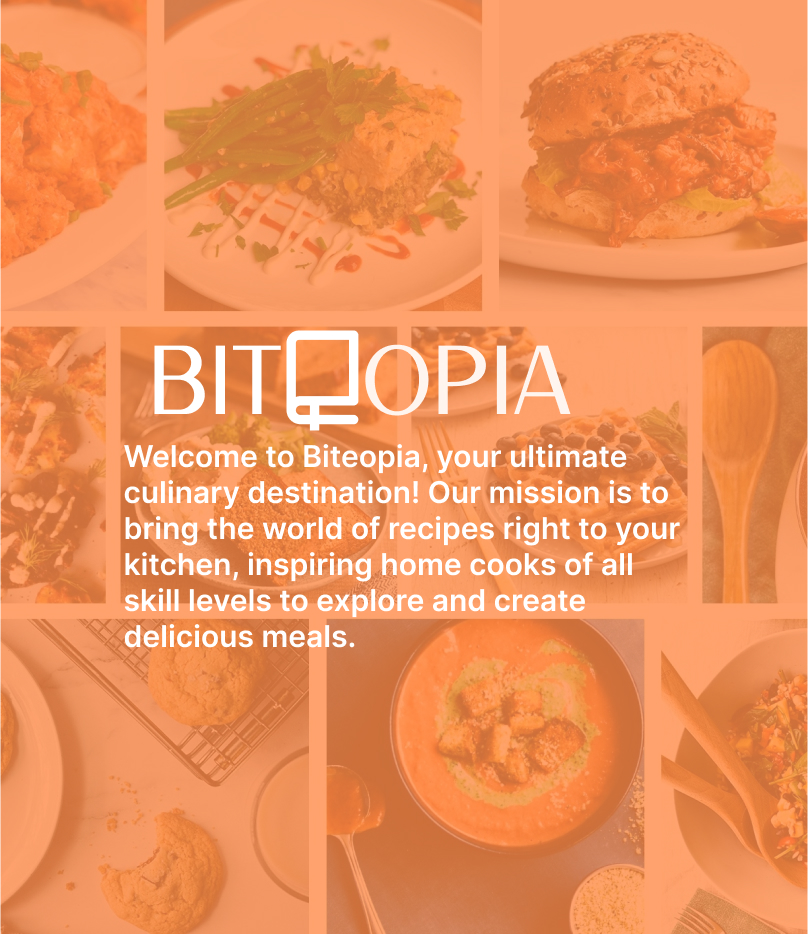 BITEOPIA
Welcome to Biteopia, your ultimate
culinary destination! Our mission is to
bring the world of recipes right to your
kitchen, inspiring home cooks of all
skill levels to explore and create
delicious meals.